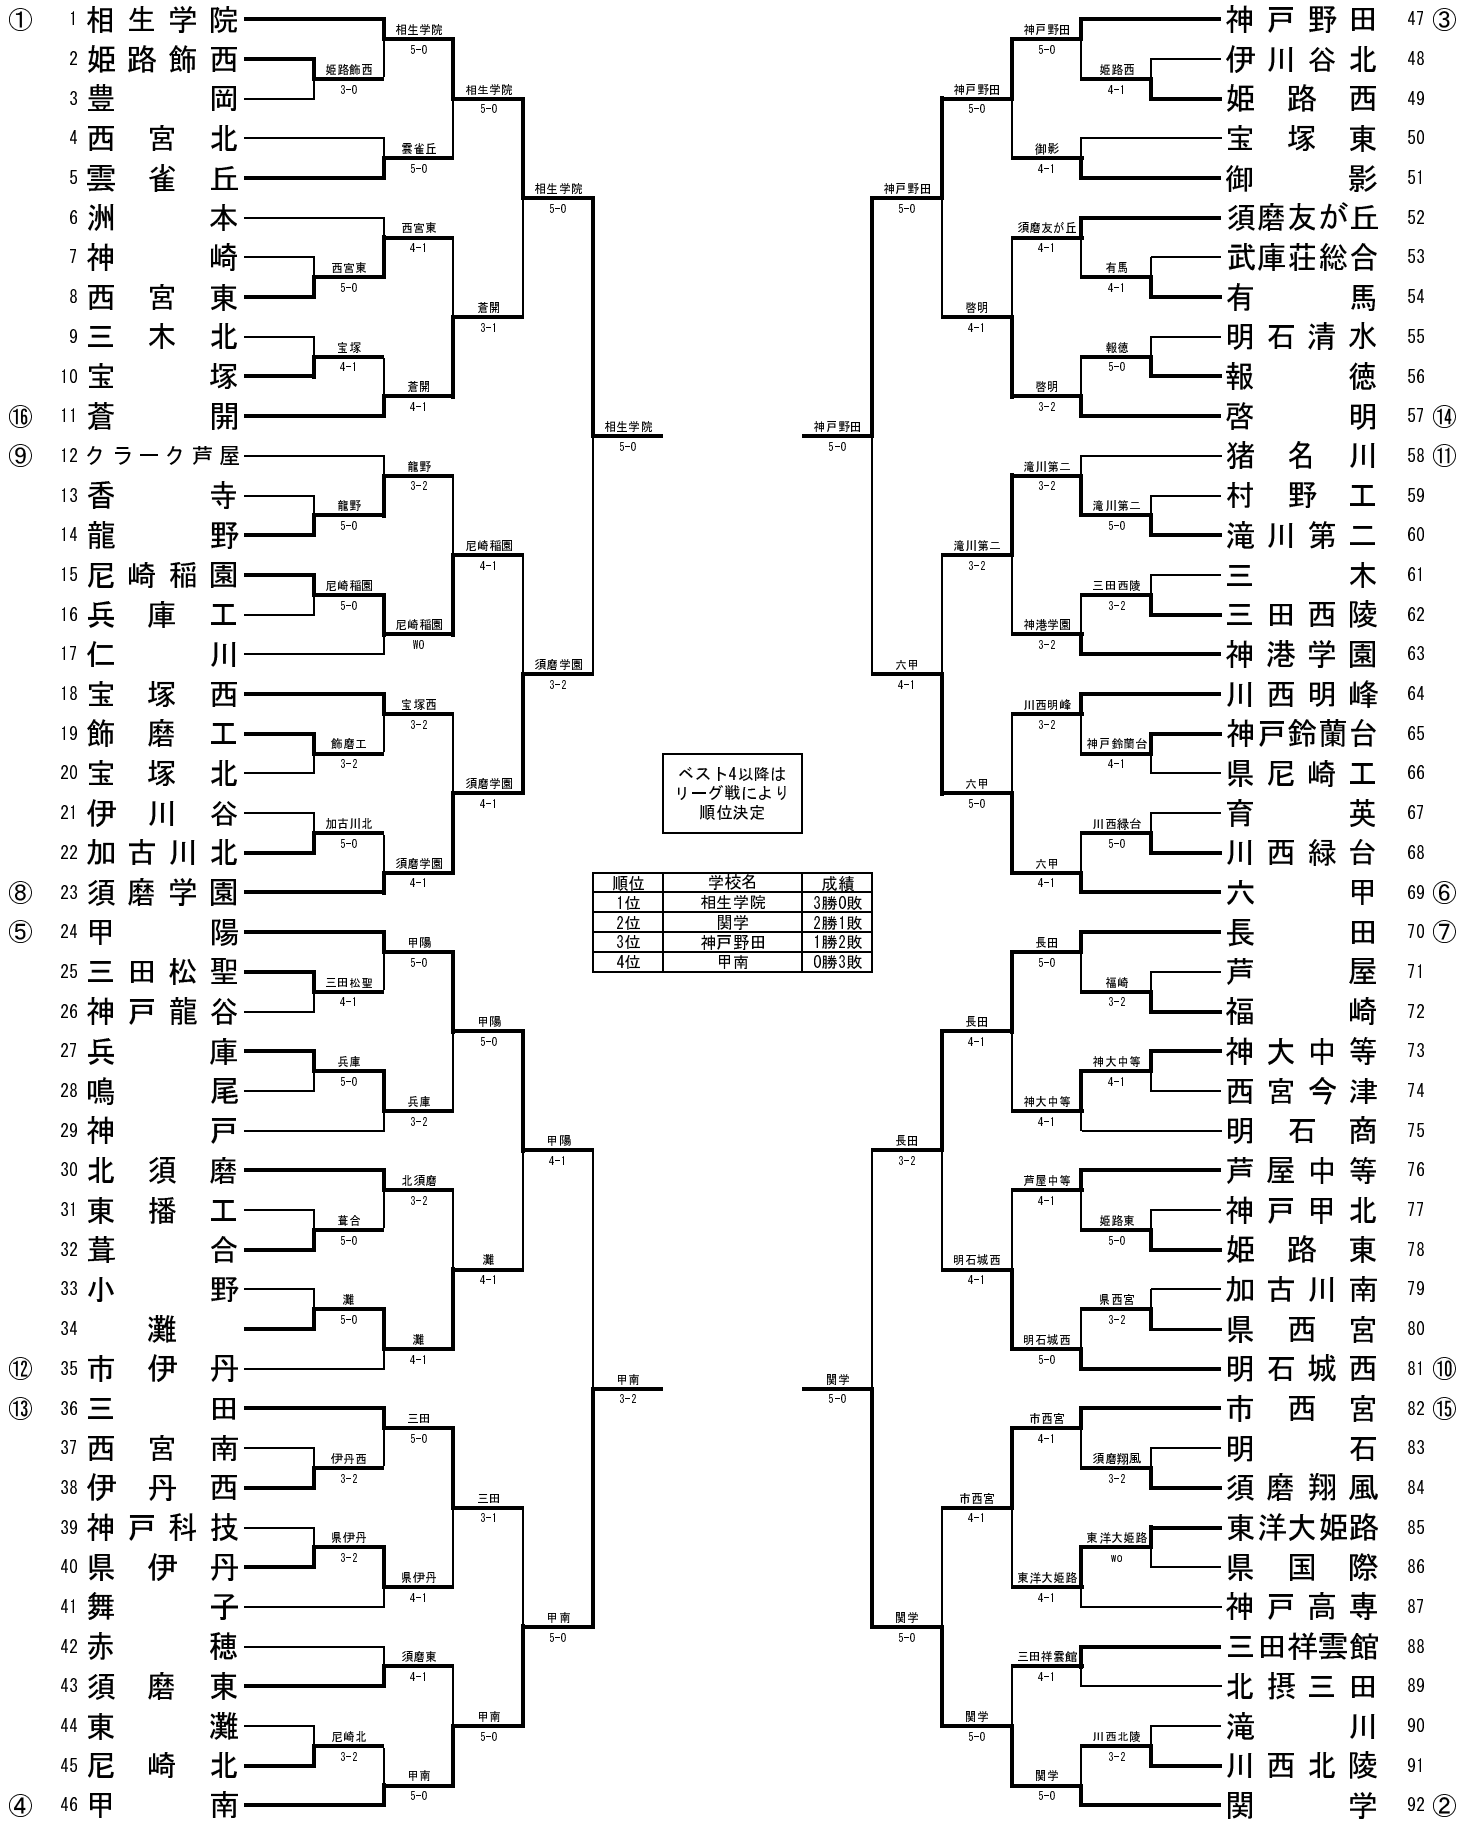 ① 1 相生学院
2 姫路飾西
3 豊岡
4 西宮北
5 雲雀丘
6 洲本
7 神崎
8 西宮東
9 三木北
10 宝塚
⑯ 11 蒼開
⑨ 12 クラーク芦屋
13 香寺
14 龍野
15 尼崎稲園
16 兵庫工
17 仁川
18 宝塚西
19 飾磨工
20 宝塚北
21 伊川谷
22 加古川北
⑧ 23 須磨学園
⑤ 24 甲陽
25 三田松聖
26 神戸龍谷
27 兵庫
28 鳴尾
29 神戸
30 北須磨
31 東播工
32 葺合
33 小野
34 灘
⑫ 35 市伊丹
⑬ 36 三田
37 西宮南
38 伊丹西
39 神戸科技
40 県伊丹
41 舞子
42 赤穂
43 須磨東
44 東灘
45 尼崎北
④ 46 甲南
姫路飾西
3-0
西宮東
5-0
宝塚
4-1
龍野
5-0
尼崎稲園
5-0
飾磨工
3-2
加古川北
5-0
三田松聖
4-1
兵庫
5-0
葺合
5-0
灘
5-0
伊丹西
3-2
県伊丹
3-2
尼崎北
3-2
相生学院
5-0
雲雀丘
5-0
西宮東
4-1
蒼開
4-1
龍野
3-2
尼崎稲園
WO
宝塚西
3-2
須磨学園
4-1
甲陽
5-0
兵庫
3-2
北須磨
3-2
灘
4-1
三田
5-0
県伊丹
4-1
須磨東
4-1
甲南
5-0
相生学院
5-0
蒼開
3-1
尼崎稲園
4-1
須磨学園
4-1
甲陽
5-0
灘
4-1
三田
3-1
甲南
5-0
相生学院
5-0
須磨学園
3-2
甲陽
4-1
甲南
5-0
相生学院
5-0
甲南
3-2
ベスト4以降は
リーグ戦により
順位決定
順位 学校名 成績
1位 相生学院 3勝0敗
2位 関学 2勝1敗
3位 神戸野田 1勝2敗
4位 甲南 0勝3敗
神戸野田
5-0
関学
5-0
神戸野田
5-0
六甲
4-1
長田
3-2
関学
5-0
神戸野田
5-0
啓明
4-1
滝川第二
3-2
六甲
5-0
長田
4-1
明石城西
4-1
市西宮
4-1
関学
5-0
神戸野田
5-0
御影
4-1
須磨友が丘
4-1
啓明
3-2
滝川第二
3-2
神港学園
3-2
川西明峰
3-2
六甲
4-1
長田
5-0
神大中等
4-1
芦屋中等
4-1
明石城西
5-0
市西宮
4-1
東洋大姫路
4-1
三田祥雲館
4-1
関学
5-0
姫路西
4-1
有馬
4-1
報徳
5-0
滝川第二
5-0
三田西陵
3-2
神戸鈴蘭台
4-1
川西緑台
5-0
福崎
3-2
神大中等
4-1
姫路東
5-0
県西宮
3-2
須磨翔風
3-2
東洋大姫路
wo
川西北陵
3-2
神戸野田 47 ③
伊川谷北 48
姫路西 49
宝塚東 50
御影 51
須磨友が丘 52
武庫荘総合 53
有馬 54
明石清水 55
報徳 56
啓明 57 ⑭
猪名川 58 ⑪
村野工 59
滝川第二 60
三木 61
三田西陵 62
神港学園 63
川西明峰 64
神戸鈴蘭台 65
県尼崎工 66
育英 67
川西緑台 68
六甲 69 ⑥
長田 70 ⑦
芦屋 71
福崎 72
神大中等 73
西宮今津 74
明石商 75
芦屋中等 76
神戸甲北 77
姫路東 78
加古川南 79
県西宮 80
明石城西 81 ⑩
市西宮 82 ⑮
明石 83
須磨翔風 84
東洋大姫路 85
県国際 86
神戸高専 87
三田祥雲館 88
北摂三田 89
滝川 90
川西北陵 91
関学 92 ②